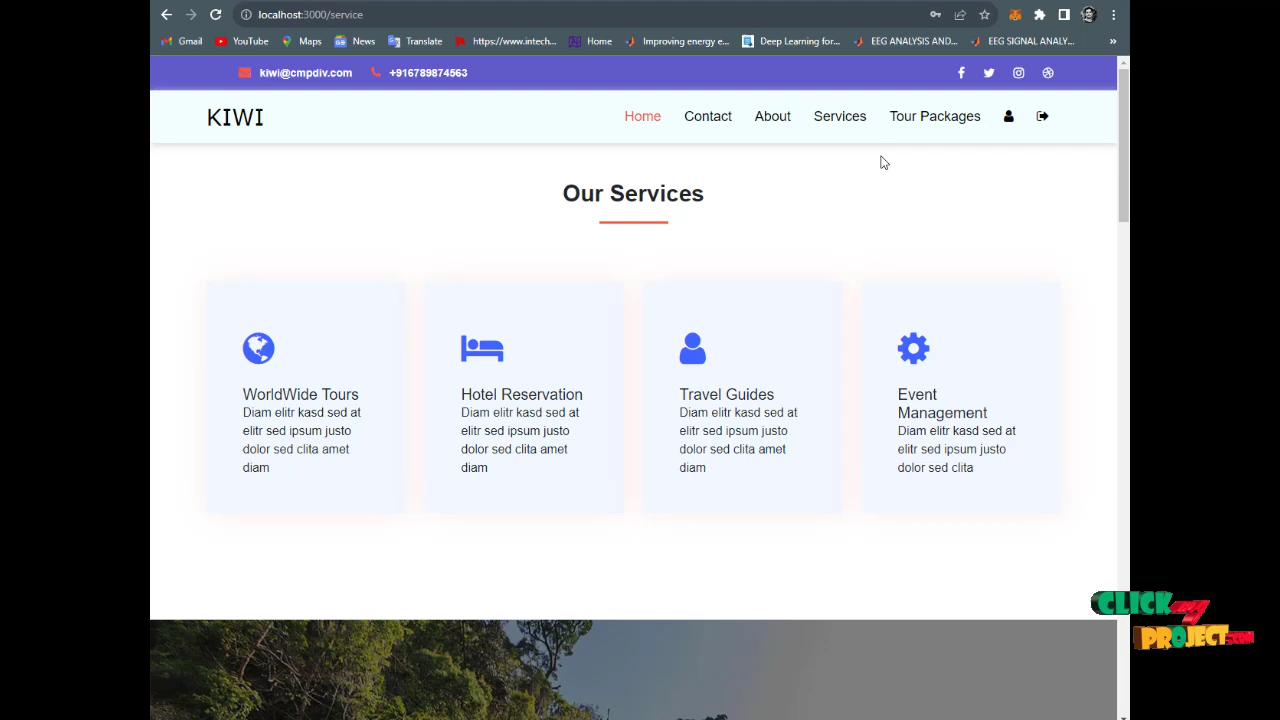 localhost:3000/service
Gmail YouTube Maps News Translate https://www.intech... Home Improving energy e... Deep Learning for... EEG ANALYSIS AND... EEG SIGNAL ANALY... »
kiwi@cmpdiv.com +916789874563
KIWI Home Contact About Services Tour Packages
Our Services
WorldWide Tours
Diam elitr kasd sed at
elitr sed ipsum justo
dolor sed clita amet
diam
Hotel Reservation
Diam elitr kasd sed at
elitr sed ipsum justo
dolor sed clita amet
diam
Travel Guides
Diam elitr kasd sed at
elitr sed ipsum justo
dolor sed clita amet
diam
Event
Management
Diam elitr kasd sed at
elitr sed ipsum justo
dolor sed clita
CLICK my
PROJECT.COM